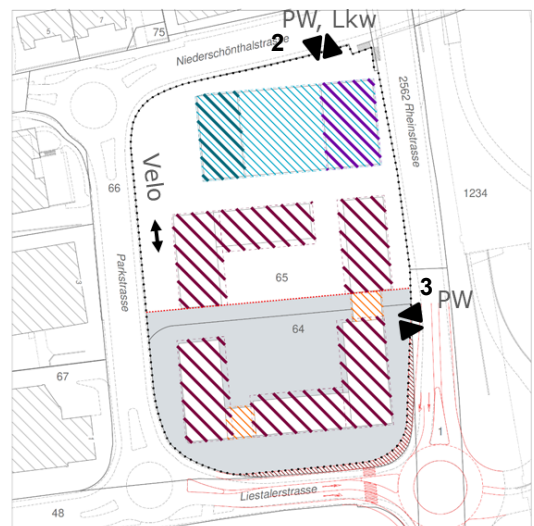 PW, Lkw
2
75
5
7
Niederschönthalstrasse
2562 Rheinstrasse
Velo
66
1234
Parkstrasse
65
3
PW
64
67
1
Liestalerstrasse
48